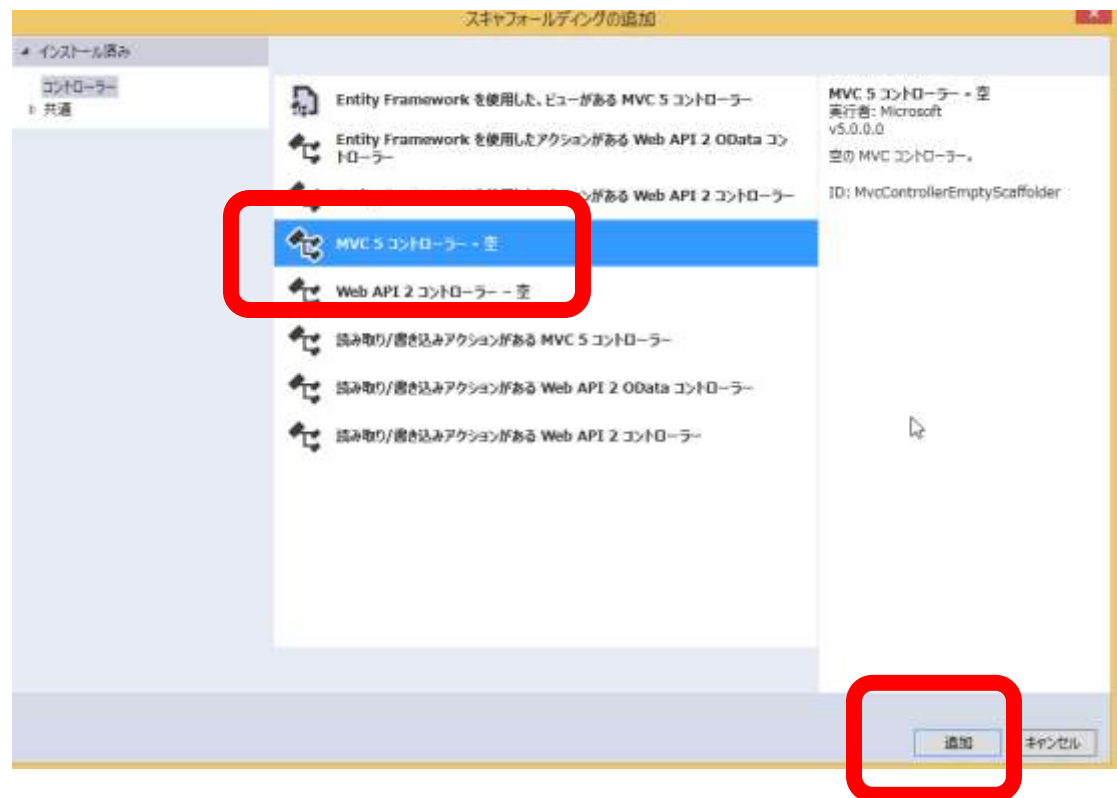 スキャフォールディングの追加
インストール済み
コントローラー
共通
Entity Framework を使用した、ビューがある MVC 5 コントローラー
Entity Framework を使用したアクションがある Web API 2 OData コン
トローラー
ンがある Web API 2 コントローラー
MVC 5 コントローラー - 空
Web API 2 コントローラー - 空
読み取り/書き込みアクションがある MVC 5 コントローラー
読み取り/書き込みアクションがある Web API 2 OData コントローラー
読み取り/書き込みアクションがある Web API 2 コントローラー
MVC 5 コントローラー - 空
実行者: Microsoft
v5.0.0.0
空の MVC コントローラー。
ID: MvcControllerEmptyScaffolder
追加
キャンセル